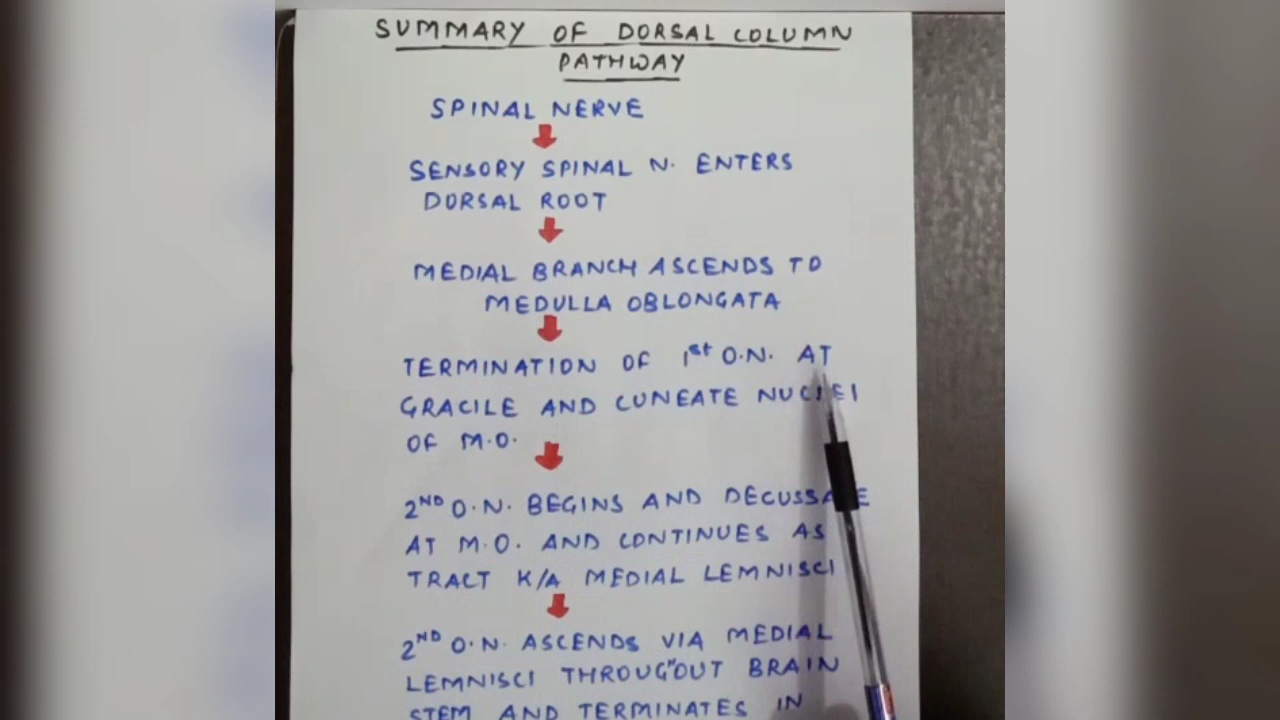 SUMMARY OF DORSAL COLUMN
PATHWAY
SPINAL NERVE
SENSORY SPINAL N. ENTERS
DORSAL ROOT
MEDIAL BRANCH ASCENDS TO
MEDULLA OBLONGATA
TERMINATION OF 1st O.N. AT
GRACILE AND CUNEATE NUCLEI
OF M.O.
2ND O.N. BEGINS AND DECUSSATE
AT M.O. AND CONTINUES AS
TRACT K/A MEDIAL LEMNISCI
2ND O.N. ASCENDS VIA MEDIAL
LEMNISCI THROUG"OUT BRAIN
STEM AND TERMINATES IN